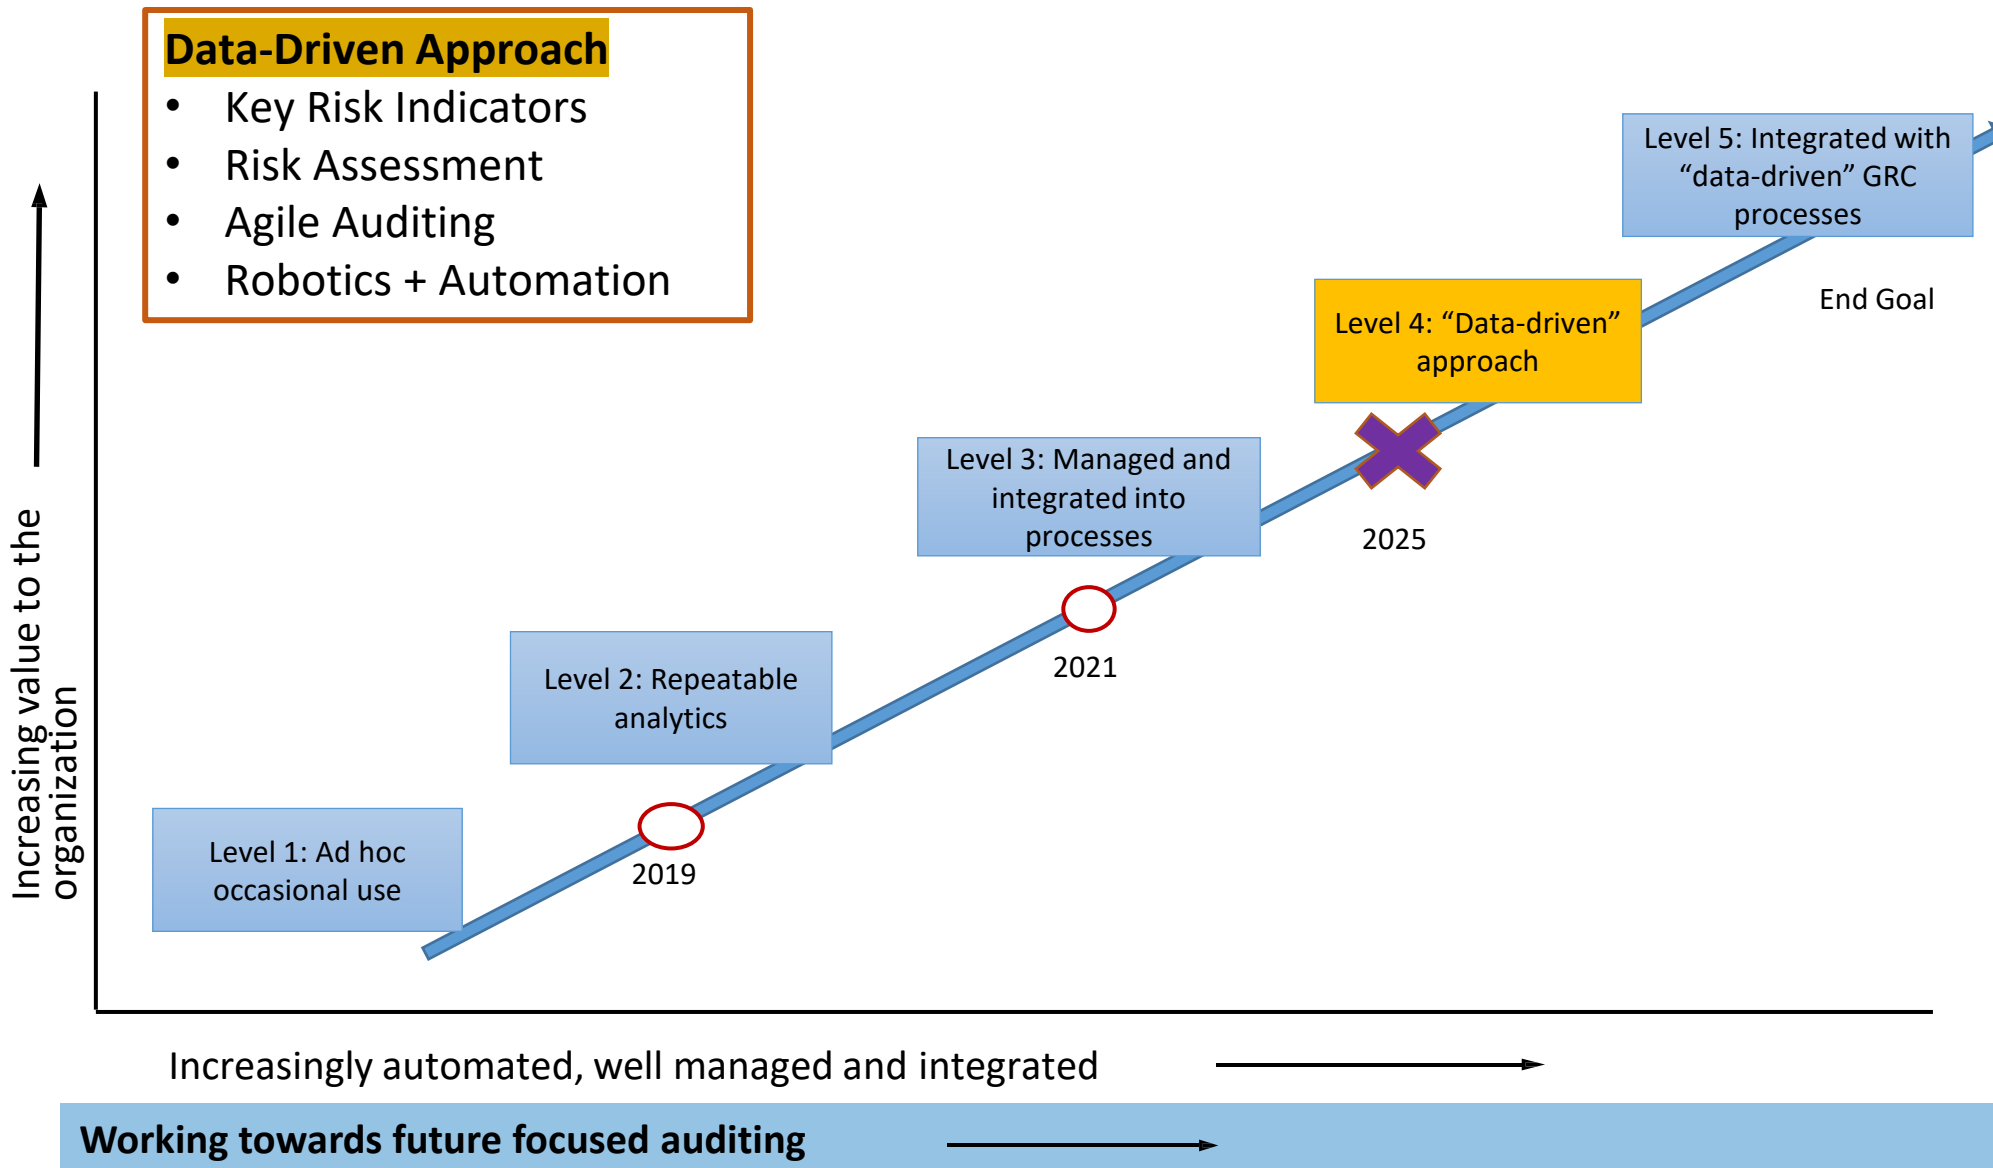 Data-Driven Approach
• Key Risk Indicators
• Risk Assessment
• Agile Auditing
• Robotics + Automation
Level 5: Integrated with
“data-driven” GRC
processes
End Goal
Level 4: “Data-driven”
approach
2025
Level 3: Managed and
integrated into
processes
2021
Level 2: Repeatable
analytics
2019
Level 1: Ad hoc
occasional use
Increasing value to the
organization
Increasingly automated, well managed and integrated
Working towards future focused auditing